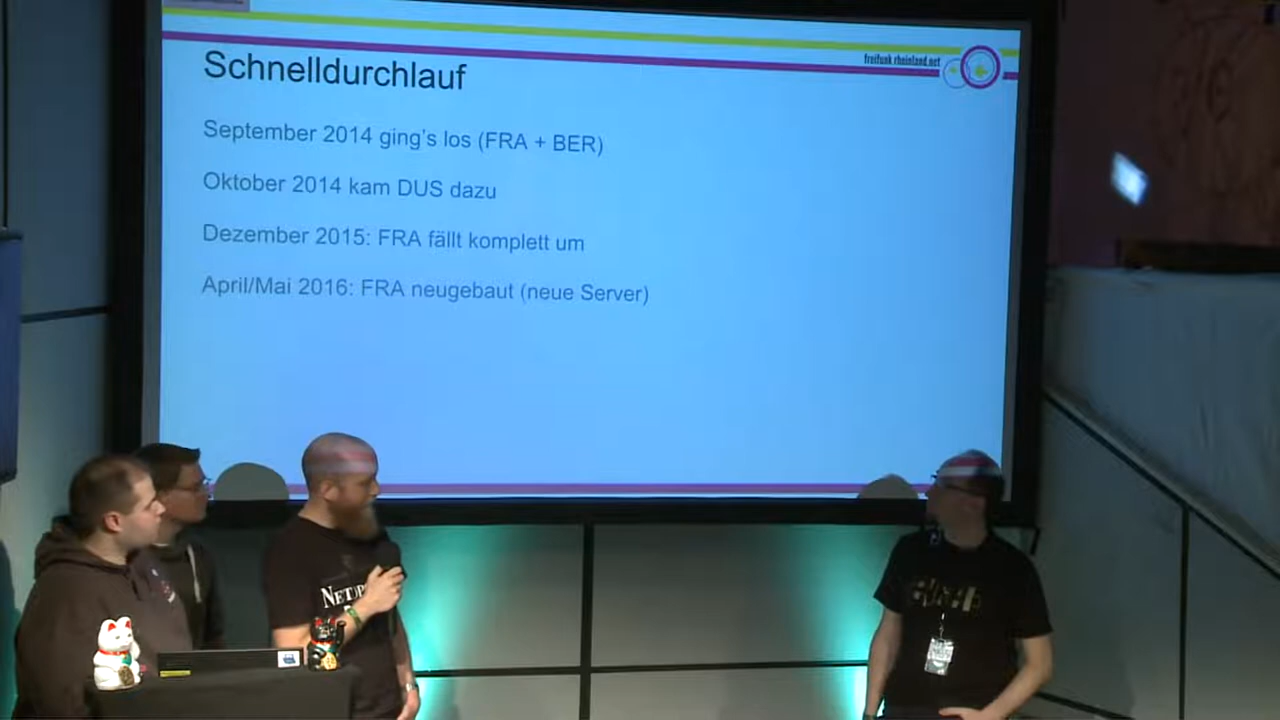 freifunk rheinland.net
Schnelldurchlauf
September 2014 ging's los (FRA + BER)
Oktober 2014 kam DUS dazu
Dezember 2015: FRA fällt komplett um
April/Mai 2016: FRA neugebaut (neue Server)